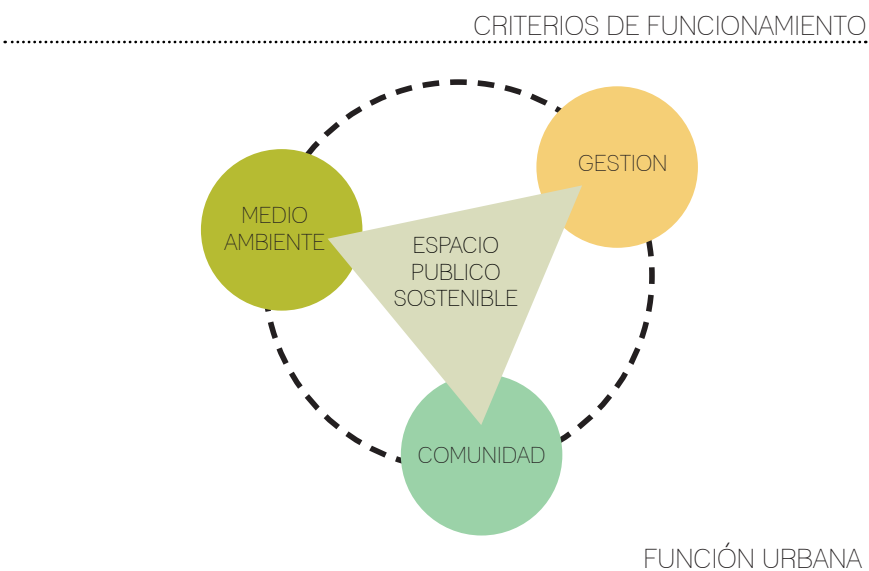 CRITERIOS DE FUNCIONAMIENTO
GESTION
MEDIO
AMBIENTE
ESPACIO
PUBLICO
SOSTENIBLE
COMUNIDAD
FUNCIÓN URBANA